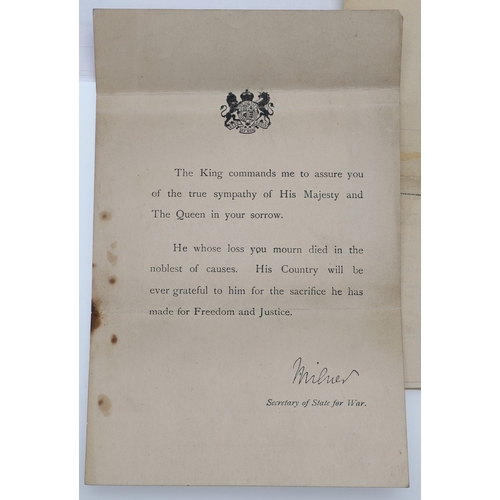 The King commands me to assure you
of the true sympathy of His Majesty and
The Queen in your sorrow.
He whose loss you mourn died in the
noblest of causes. His Country will be
ever grateful to him for the sacrifice he has
made for Freedom and Justice.
Milner
Secretary of State for War.